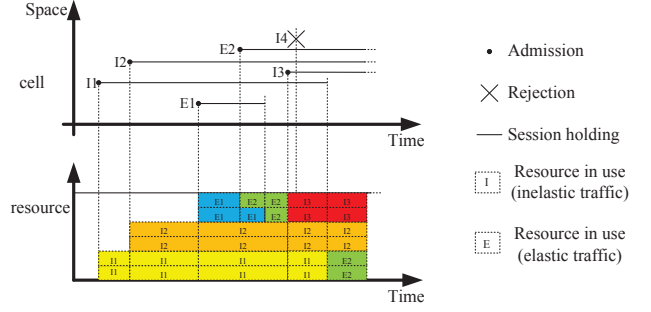 Space
I4
E2
I2
I3
cell
I1
E1
Time
resource
E1 E2 E2 I3 I3
E1 E1 E2 I3 I3
I2 I2 I2 I2
I2 I2 I2 I2
I1 I1 I1 I1 E2
I1 I1 I1 I1 E2
Time
Admission
Rejection
Session holding
I
Resource in use
(inelastic traffic)
E
Resource in use
(elastic traffic)